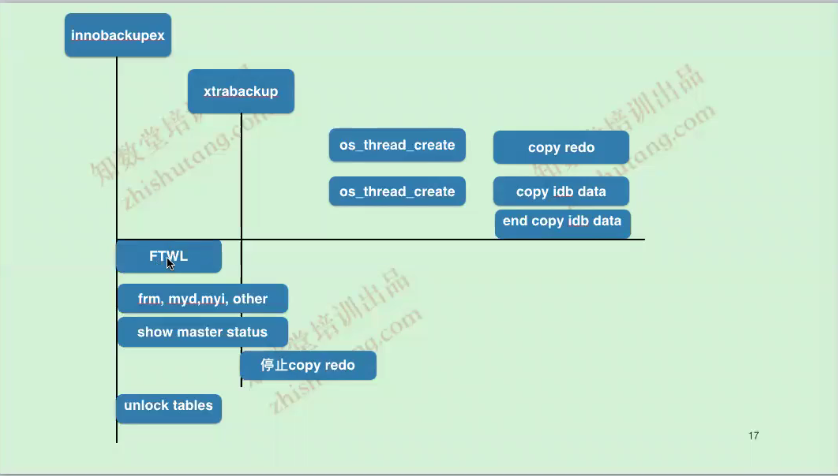 innobackupex
xtrabackup
os_thread_create
copy redo
os_thread_create
copy idb data
end copy idb data
FTWL
frm, myd,myi, other
show master status
停止copy redo
unlock tables
知数堂培训出品
zhishutang.com
知数堂培训出品
zhishutang.com
知数堂培训出品
zhishutang.com
17